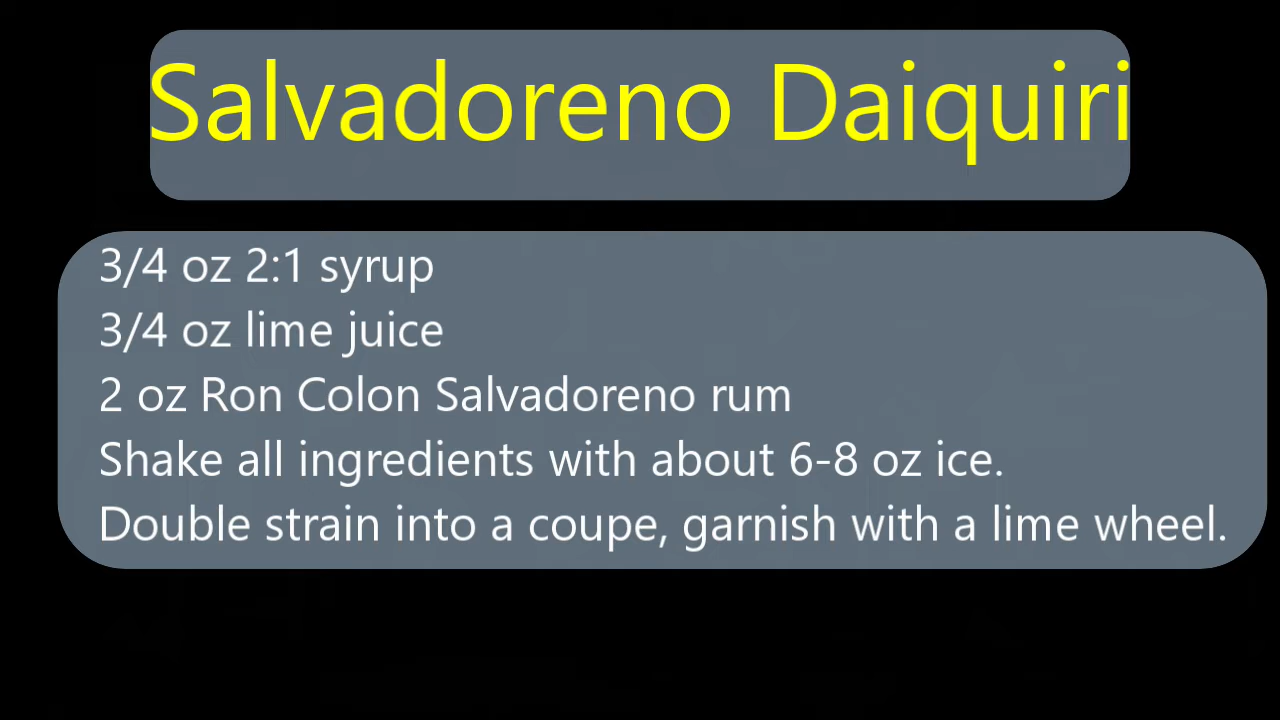 Salvadoreno Daiquiri
3/4 oz 2:1 syrup
3/4 oz lime juice
2 oz Ron Colon Salvadoreno rum
Shake all ingredients with about 6-8 oz ice.
Double strain into a coupe, garnish with a lime wheel.